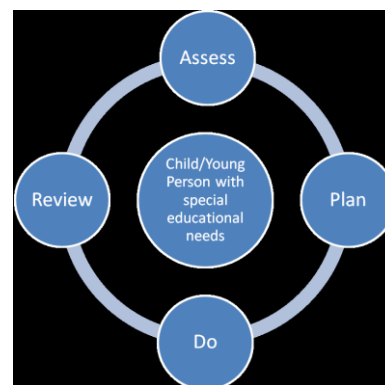 Assess
Child/Young
Person with
special
educational
needs
Review
Plan
Do